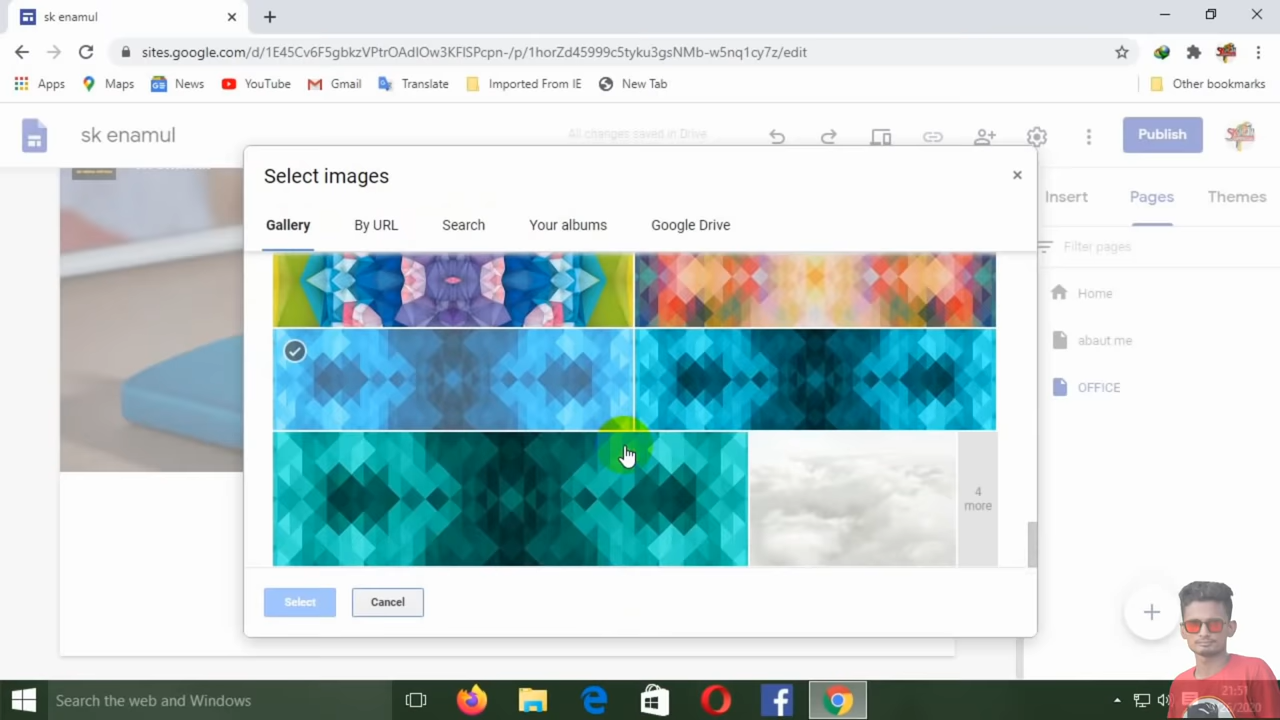 sk enamul
sites.google.com/d/1E45Cv6F5gbkzVPtrOAdIOw3KFlSPcpn-/p/1horZd45999c5tyku3gsNMb-w5nq1cy7z/edit
Apps Maps News YouTube Gmail Translate Imported From IE New Tab Other bookmarks
sk enamul
All changes saved in Drive
Publish
Select images
Insert Pages Themes
Gallery By URL Search Your albums Google Drive
Filter pages
Home
abaut.me
OFFICE
4
more
Select Cancel
Search the web and Windows
21:51